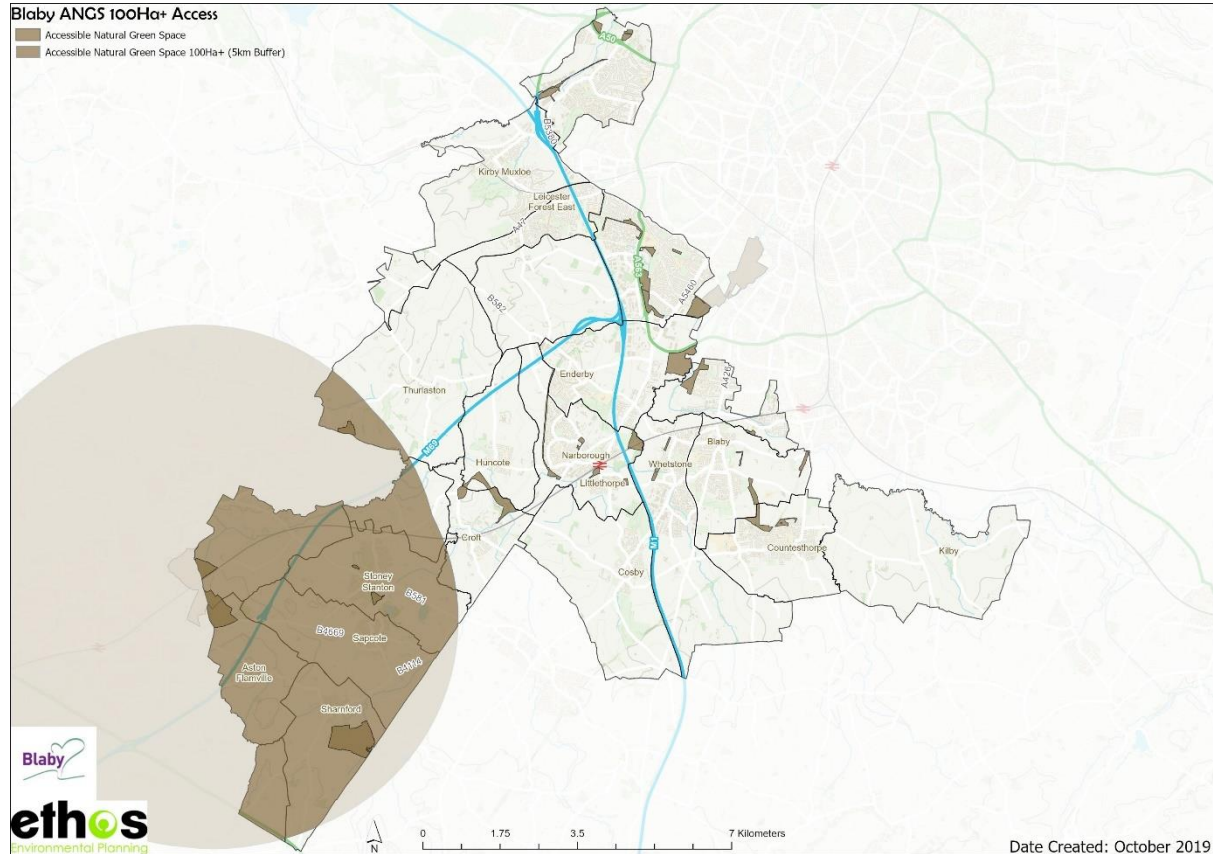 Blaby ANGS 100Ha+ Access
Accessible Natural Green Space
Accessible Natural Green Space 100Ha+ (5km Buffer)
A50
B5380
Kirby Muxloe
Leicester
Forest East
A47
A563
A5460
B582
Enderby
A426
Thurlaston
M69
Huncote
Narborough
Littlethorpe
Whetstone
Blaby
Croft
M1
Countesthorpe
Kilby
Cosby
Stoney
Stanton
B581
B4669
Sapcote
B4114
Aston
Flamville
Sharnford
Blaby
ethos
Environmental Planning
N
0
1.75
3.5
7 Kilometers
Date Created: October 2019